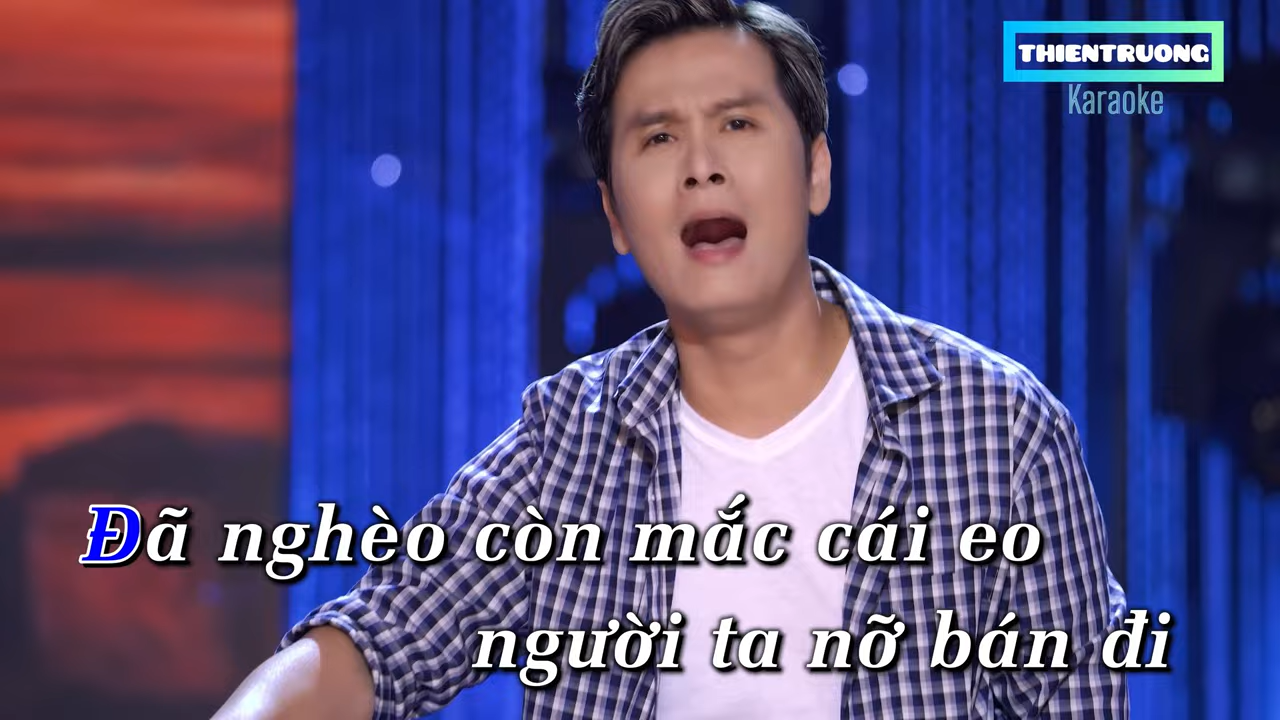 THIENTRUONG
Karaoke
Đã nghèo còn mắc cái eo
người ta nỡ bán đi